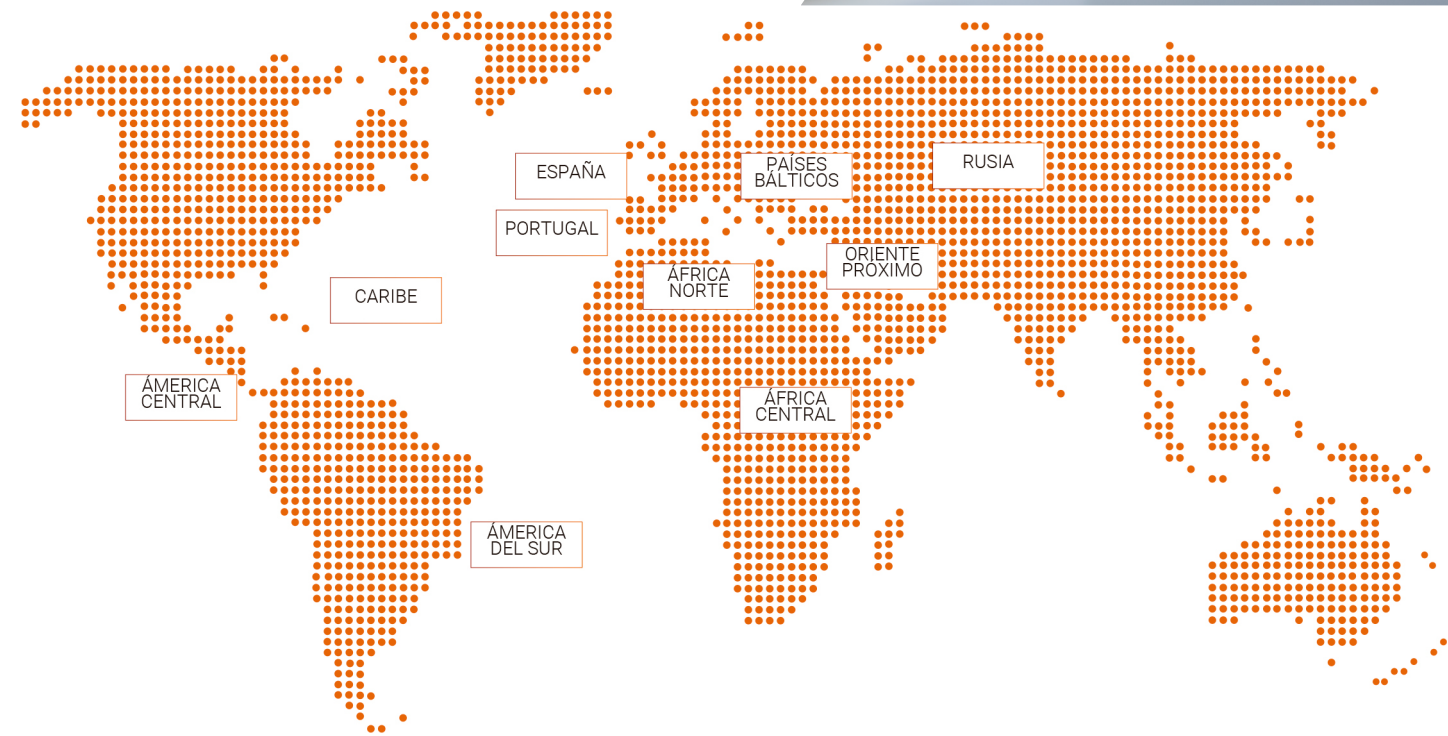 ESPAÑA
PAÍSES
BÁLTICOS
RUSIA
PORTUGAL
ORIENTE
PRÓXIMO
ÁFRICA
NORTE
CARIBE
ÁMERICA
CENTRAL
ÁFRICA
CENTRAL
ÁMERICA
DEL SUR